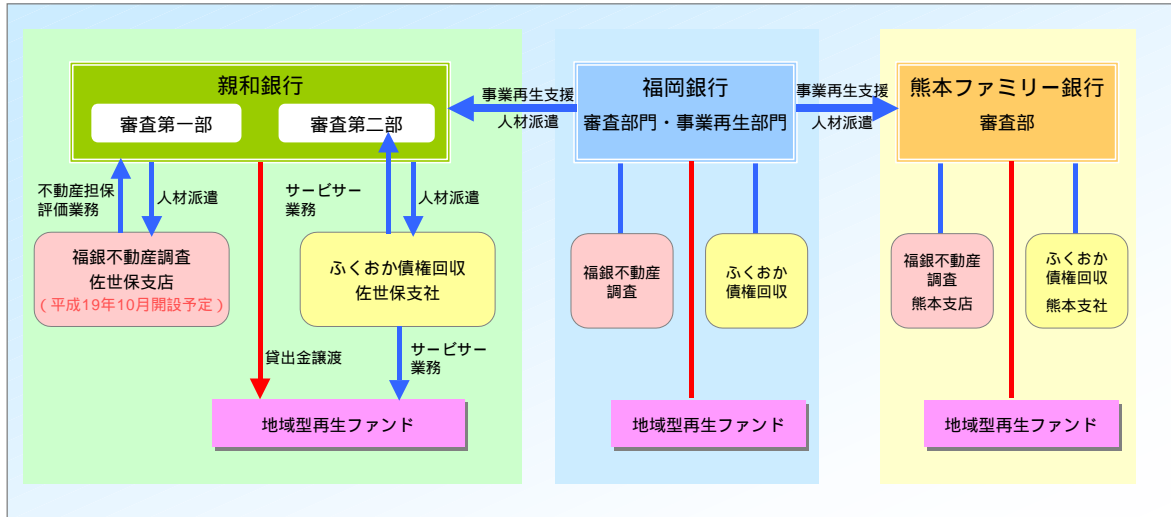 親和銀行
審査第一部
審査第二部
不動産担保
評価業務
人材派遣
サービサー
業務
人材派遣
福銀不動産調査
佐世保支店
(平成19年10月開設予定)
ふくおか債権回収
佐世保支社
貸出金譲渡
サービサー
業務
地域型再生ファンド
事業再生支援
人材派遣
福岡銀行
審査部門・事業再生部門
福銀不動産
調査
ふくおか
債権回収
地域型再生ファンド
事業再生支援
人材派遣
熊本ファミリー銀行
審査部
福銀不動産
調査
熊本支店
ふくおか
債権回収
熊本支社
地域型再生ファンド